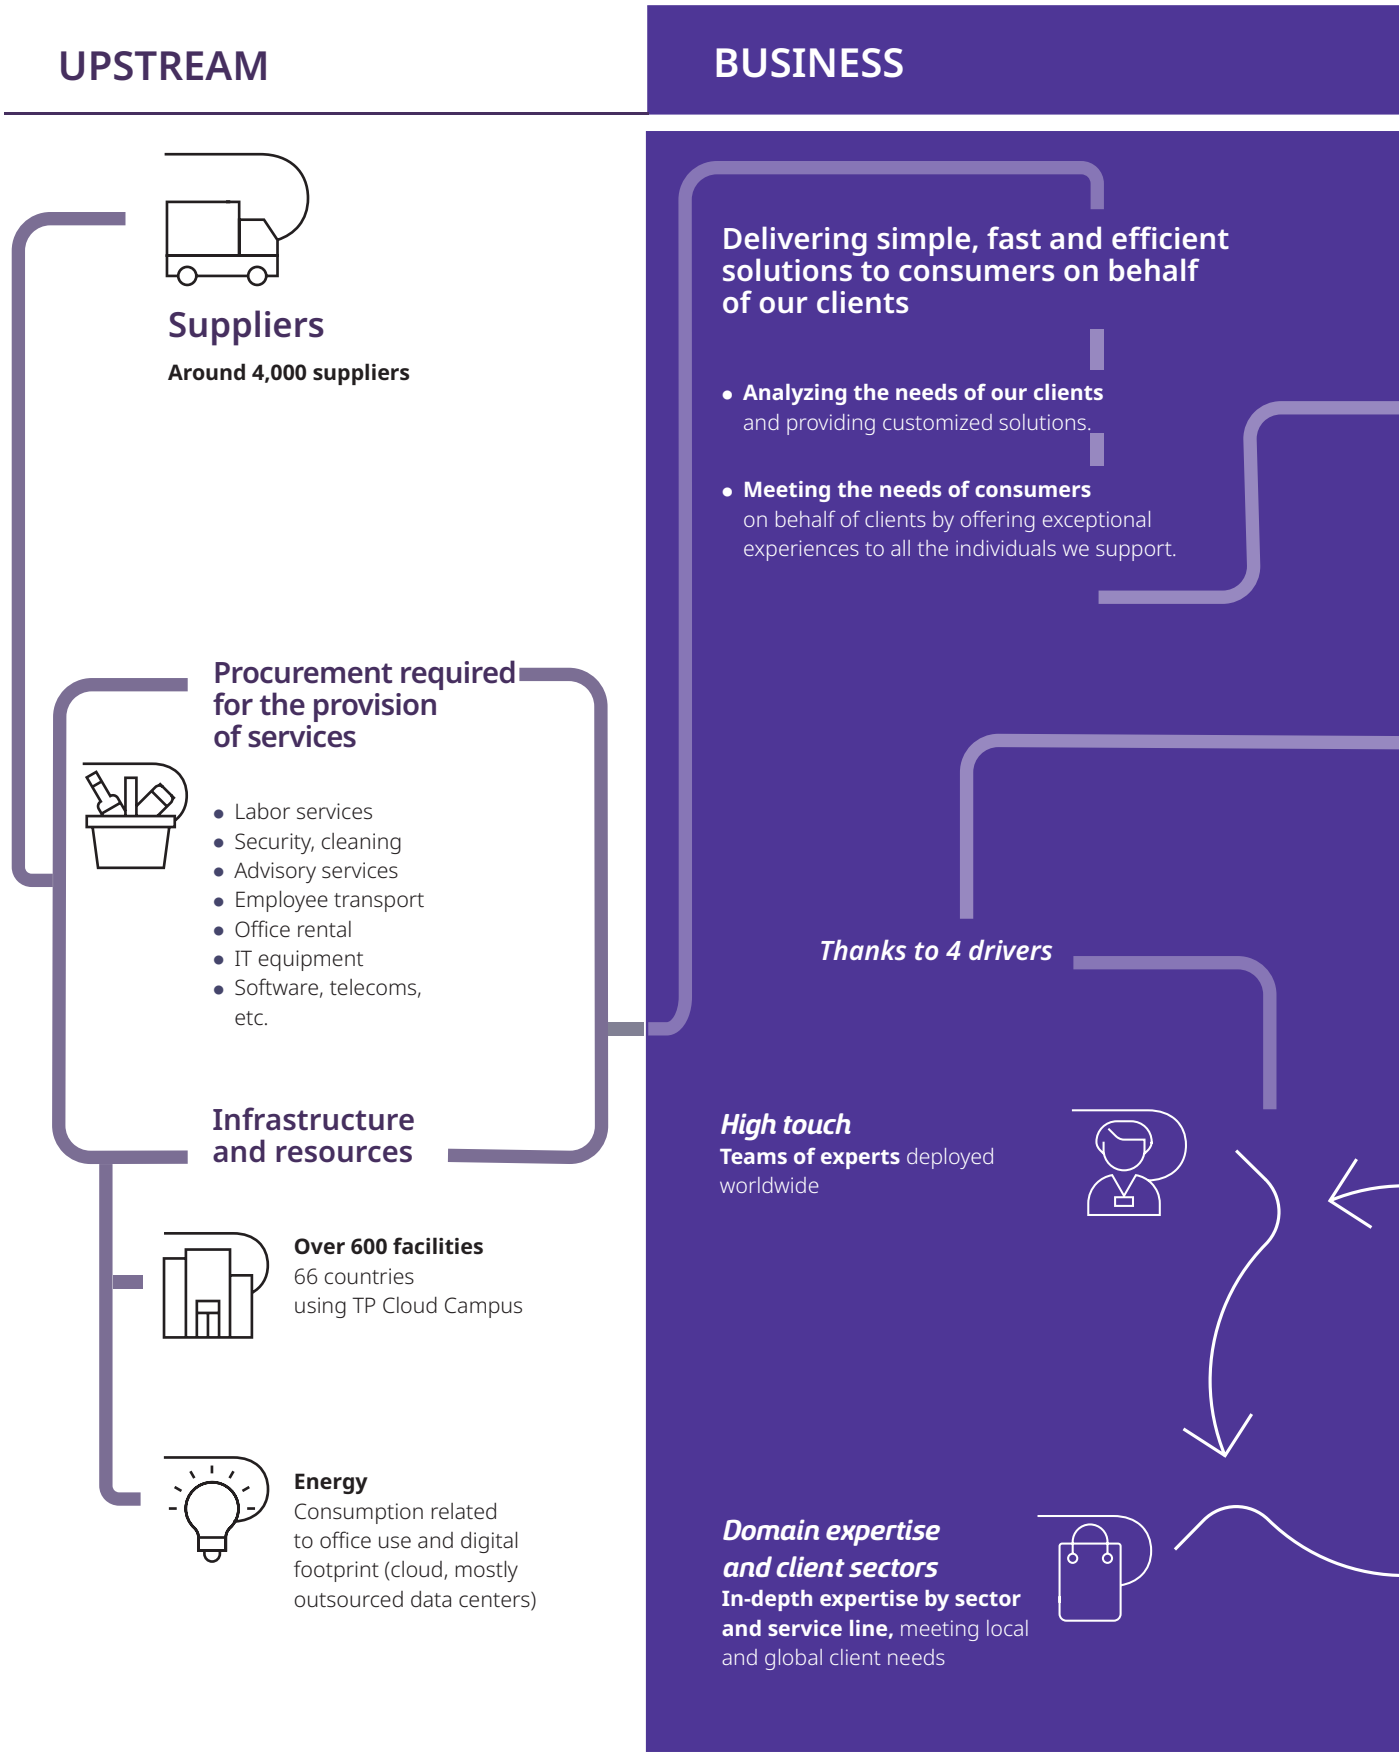 UPSTREAM
Suppliers
Around 4,000 suppliers
Procurement required
for the provision
of services
● Labor services
● Security, cleaning
● Advisory services
● Employee transport
● Office rental
● IT equipment
● Software, telecoms,
etc.
Infrastructure
and resources
Over 600 facilities
66 countries
using TP Cloud Campus
Energy
Consumption related
to office use and digital
footprint (cloud, mostly
outsourced data centers)
BUSINESS
Delivering simple, fast and efficient
solutions to consumers on behalf
of our clients
● Analyzing the needs of our clients
and providing customized solutions.
● Meeting the needs of consumers
on behalf of clients by offering exceptional
experiences to all the individuals we support.
Thanks to 4 drivers
High touch
Teams of experts deployed
worldwide
Domain expertise
and client sectors
In-depth expertise by sector
and service line, meeting local
and global client needs